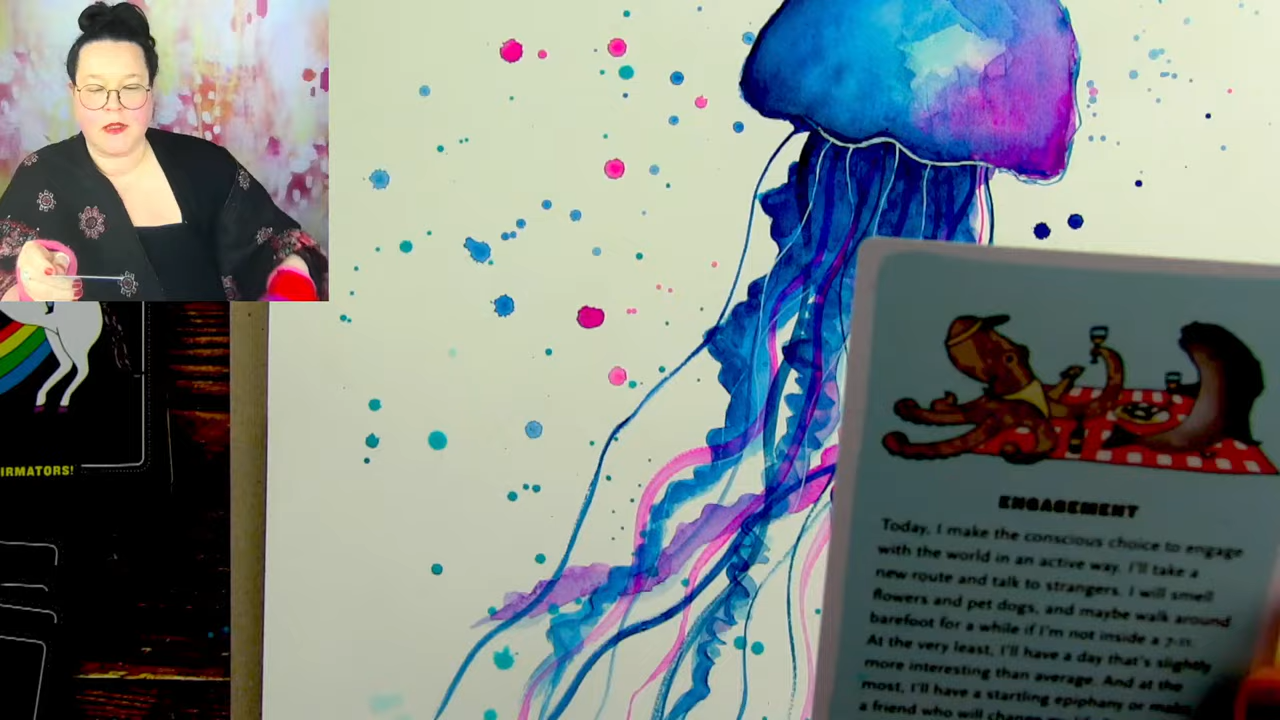 IRMATORS!
ENGAGEMENT
Today, I make the conscious choice to engage
with the world in an active way. I'll take a
new route and talk to strangers. I will smell
flowers and pet dogs, and maybe walk around
barefoot for a while if I'm not inside a 7-11.
At the very least, I'll have a day that's slightly
more interesting than average. And at the
most, I'll have a startling epiphany or make
a friend who will change